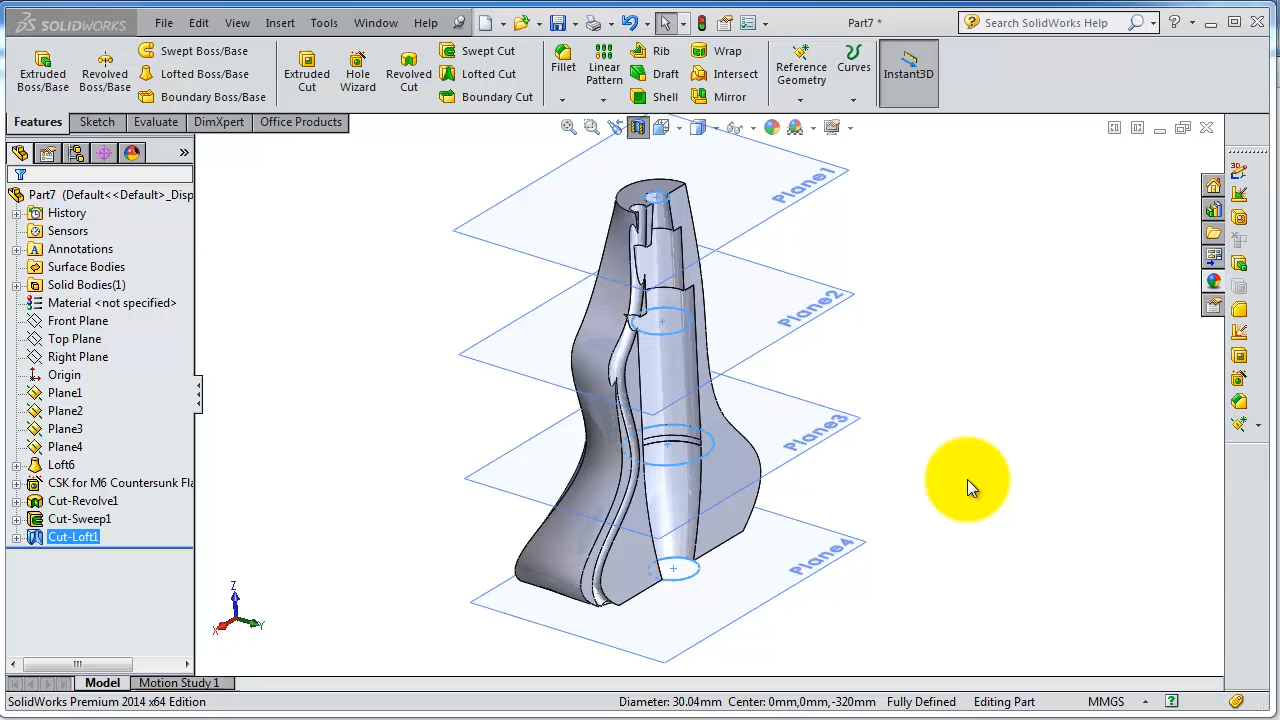 SOLIDWORKS File Edit View Insert Tools Window Help Part7 * Search SolidWorks Help
Extruded Boss/Base
Revolved Boss/Base
Swept Boss/Base
Lofted Boss/Base
Boundary Boss/Base
Extruded Cut
Hole Wizard
Revolved Cut
Swept Cut
Lofted Cut
Boundary Cut
Fillet
Linear Pattern
Rib
Draft
Shell
Wrap
Intersect
Mirror
Reference Geometry
Curves
Instant3D
Features Sketch Evaluate DimXpert Office Products
Part7 (Default<Default>_Disp
History
Sensors
Annotations
Surface Bodies
Solid Bodies(1)
Material <not specified>
Front Plane
Top Plane
Right Plane
Origin
Plane1
Plane2
Plane3
Plane4
Loft6
CSK for M6 Countersunk Fla
Cut-Revolve1
Cut-Sweep1
Cut-Loft1
Plane1
Plane2
Plane3
Plane4
Z
X
Y
Model Motion Study 1
SolidWorks Premium 2014 x64 Edition Diameter: 30.04mm Center: 0mm,0mm,-320mm Fully Defined Editing Part MMGS